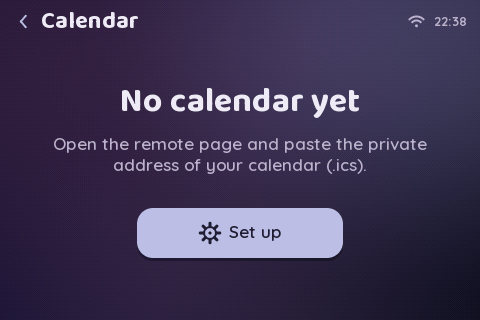 Calendar
22:38
No calendar yet
Open the remote page and paste the private
address of your calendar (.ics).
Set up